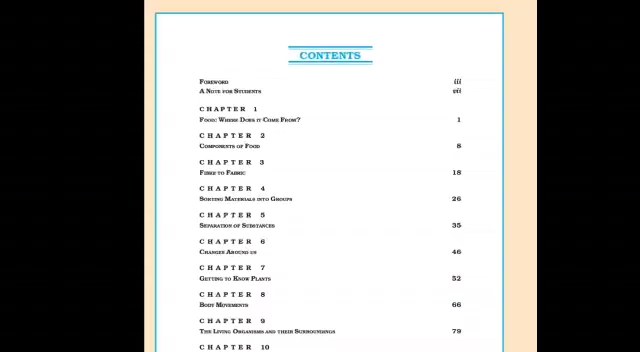 CONTENTS
Foreword iii
A Note for Students vii
CHAPTER 1
Food: Where Does it Come From? 1
CHAPTER 2
Components of Food 8
CHAPTER 3
Fibre to Fabric 18
CHAPTER 4
Sorting Materials into Groups 26
CHAPTER 5
Separation of Substances 35
CHAPTER 6
Changes Around us 46
CHAPTER 7
Getting to Know Plants 52
CHAPTER 8
Body Movements 66
CHAPTER 9
The Living Organisms and their Surroundings 79
CHAPTER 10